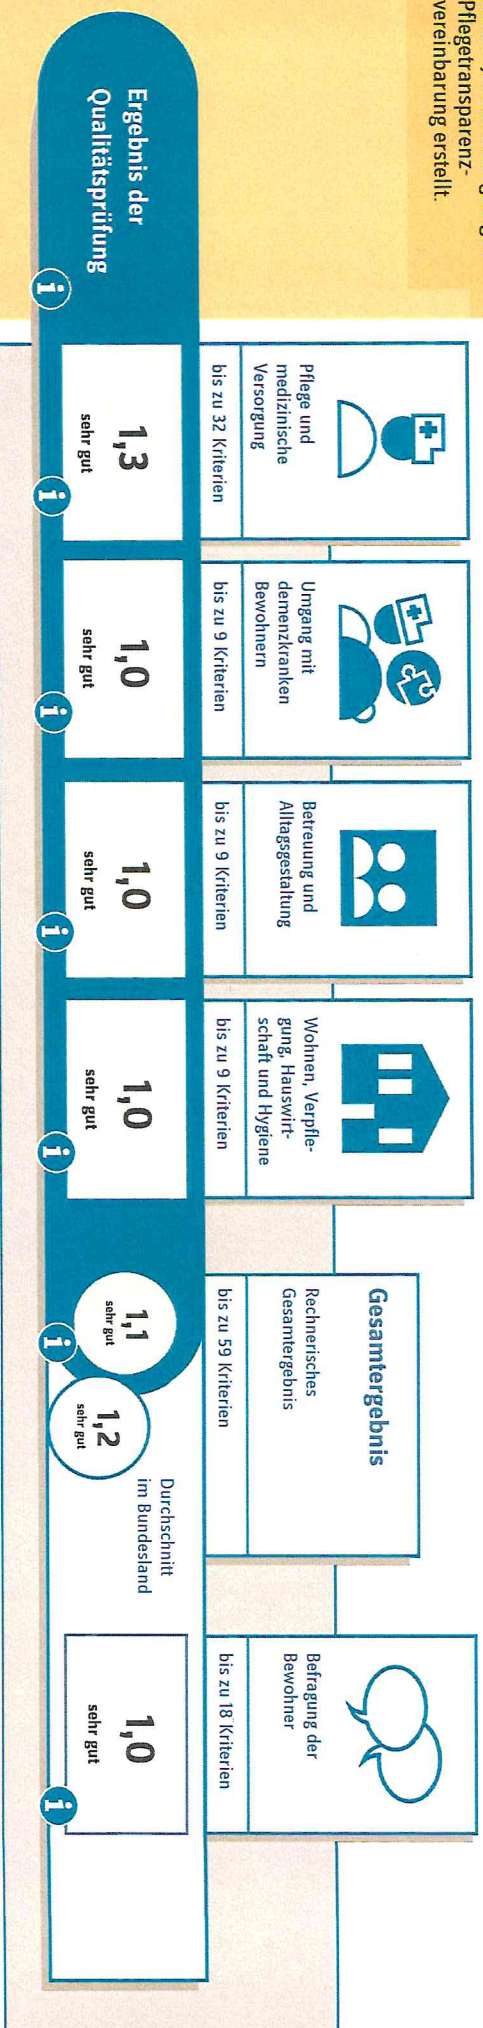 Pflegetransparenz-
vereinbarung erstellt.
Ergebnis der
Qualitätsprüfung
i
Pflege und
medizinische
Versorgung
bis zu 32 Kriterien
1,3
sehr gut
i
Umgang mit
demenzkranken
Bewohnern
bis zu 9 Kriterien
1,0
sehr gut
i
Betreuung und
Alltagsgestaltung
bis zu 9 Kriterien
1,0
sehr gut
i
Wohnen, Verpfle-
gung, Hauswirt-
schaft und Hygiene
bis zu 9 Kriterien
1,0
sehr gut
i
Gesamtergebnis
Rechnerisches
Gesamtergebnis
bis zu 59 Kriterien
1,1
sehr gut
i
1,2
sehr gut
Durchschnitt
im Bundesland
Befragung der
Bewohner
bis zu 18 Kriterien
1,0
sehr gut
i